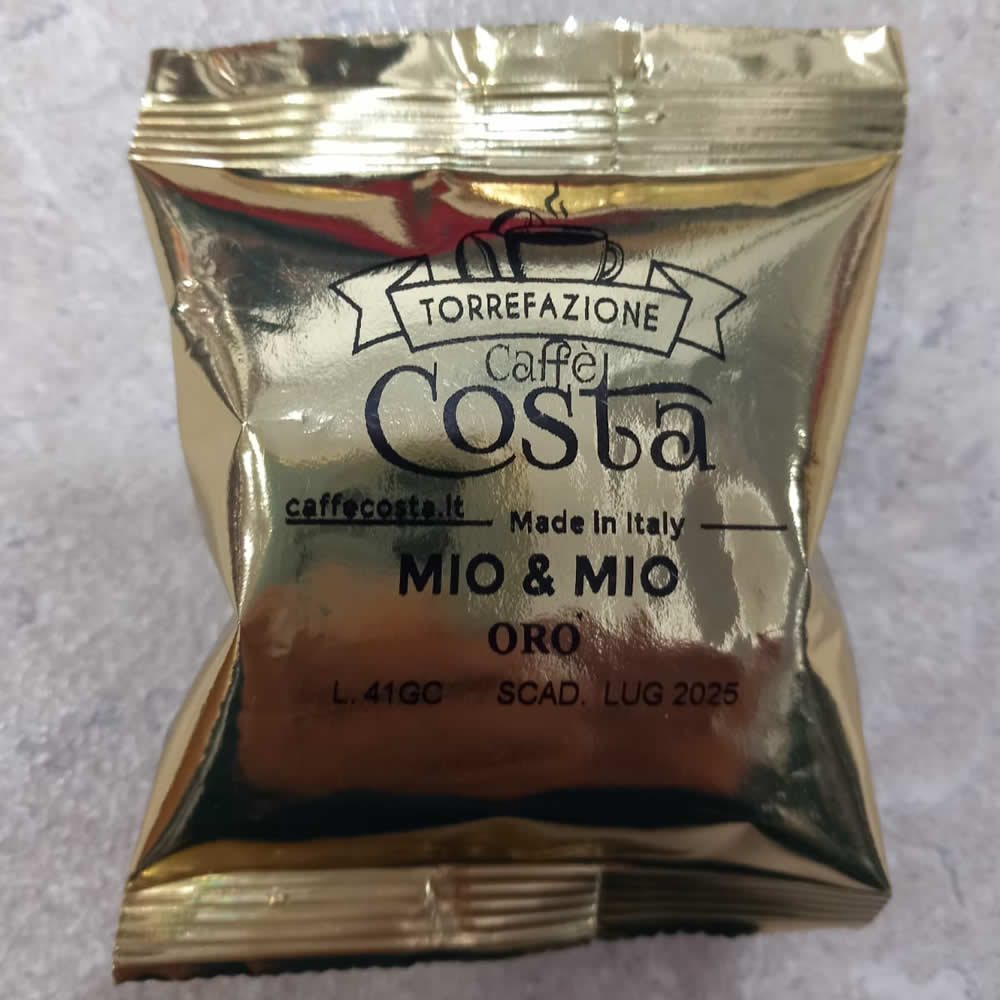 TORREFAZIONE
Caffè
Costa
caffecosta.it
Made in Italy
MIO & MIO
ORO
L. 41GC SCAD. LUG 2025